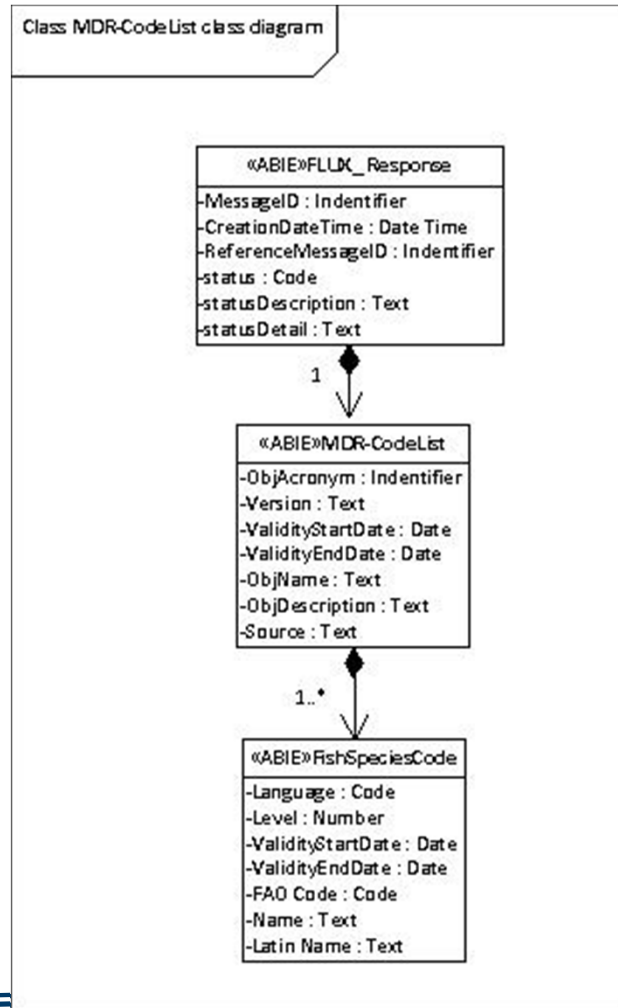 Class MDR-CodeList class diagram
«ABIE»FLUX_Response
-MessageID : Indentifier
-CreationDateTime : Date Time
-ReferenceMessageID : Indentifier
-status : Code
-statusDescription : Text
-statusDetail : Text
1
«ABIE»MDR-CodeList
-ObjAcronym : Indentifier
-Version : Text
-ValidityStartDate : Date
-ValidityEndDate : Date
-ObjName : Text
-ObjDescription : Text
-Source : Text
1..*
«ABIE»FishSpeciesCode
-Language : Code
-Level : Number
-ValidityStartDate : Date
-ValidityEndDate : Date
-FAO Code : Code
-Name : Text
-Latin Name : Text